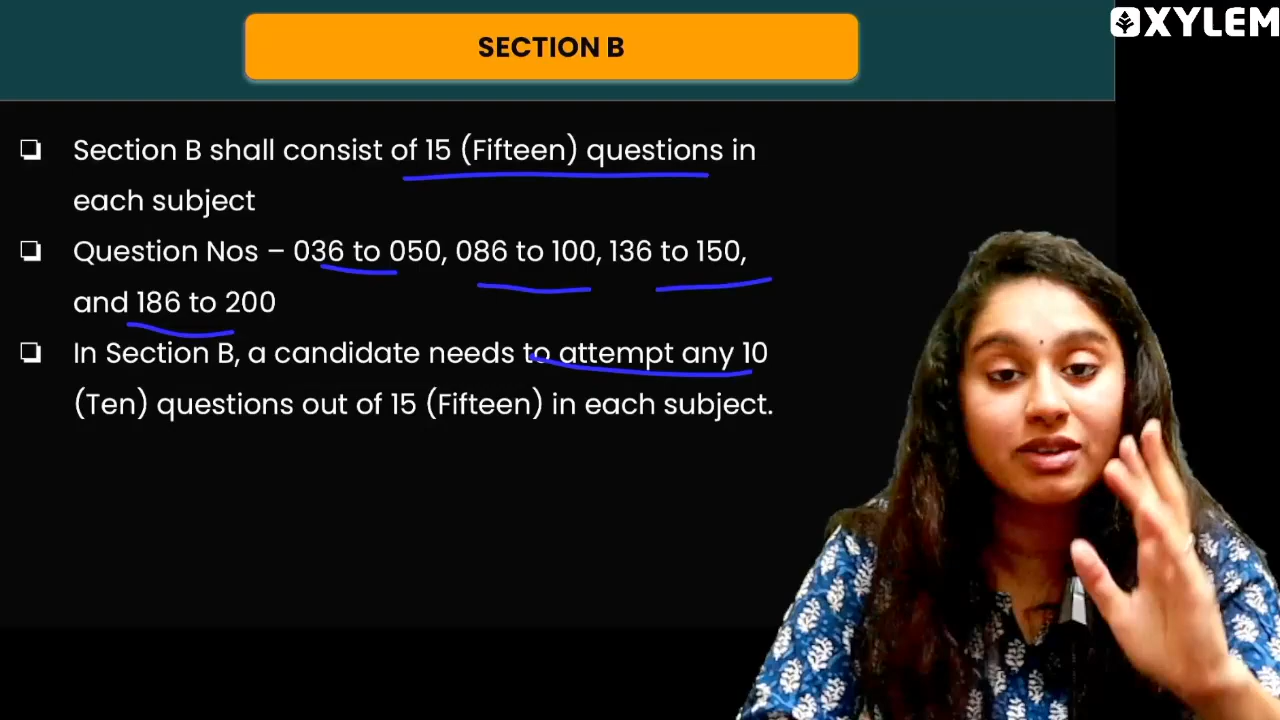 XYLEM
SECTION B
❏ Section B shall consist of 15 (Fifteen) questions in
each subject
❏ Question Nos – 036 to 050, 086 to 100, 136 to 150,
and 186 to 200
❏ In Section B, a candidate needs to attempt any 10
(Ten) questions out of 15 (Fifteen) in each subject.